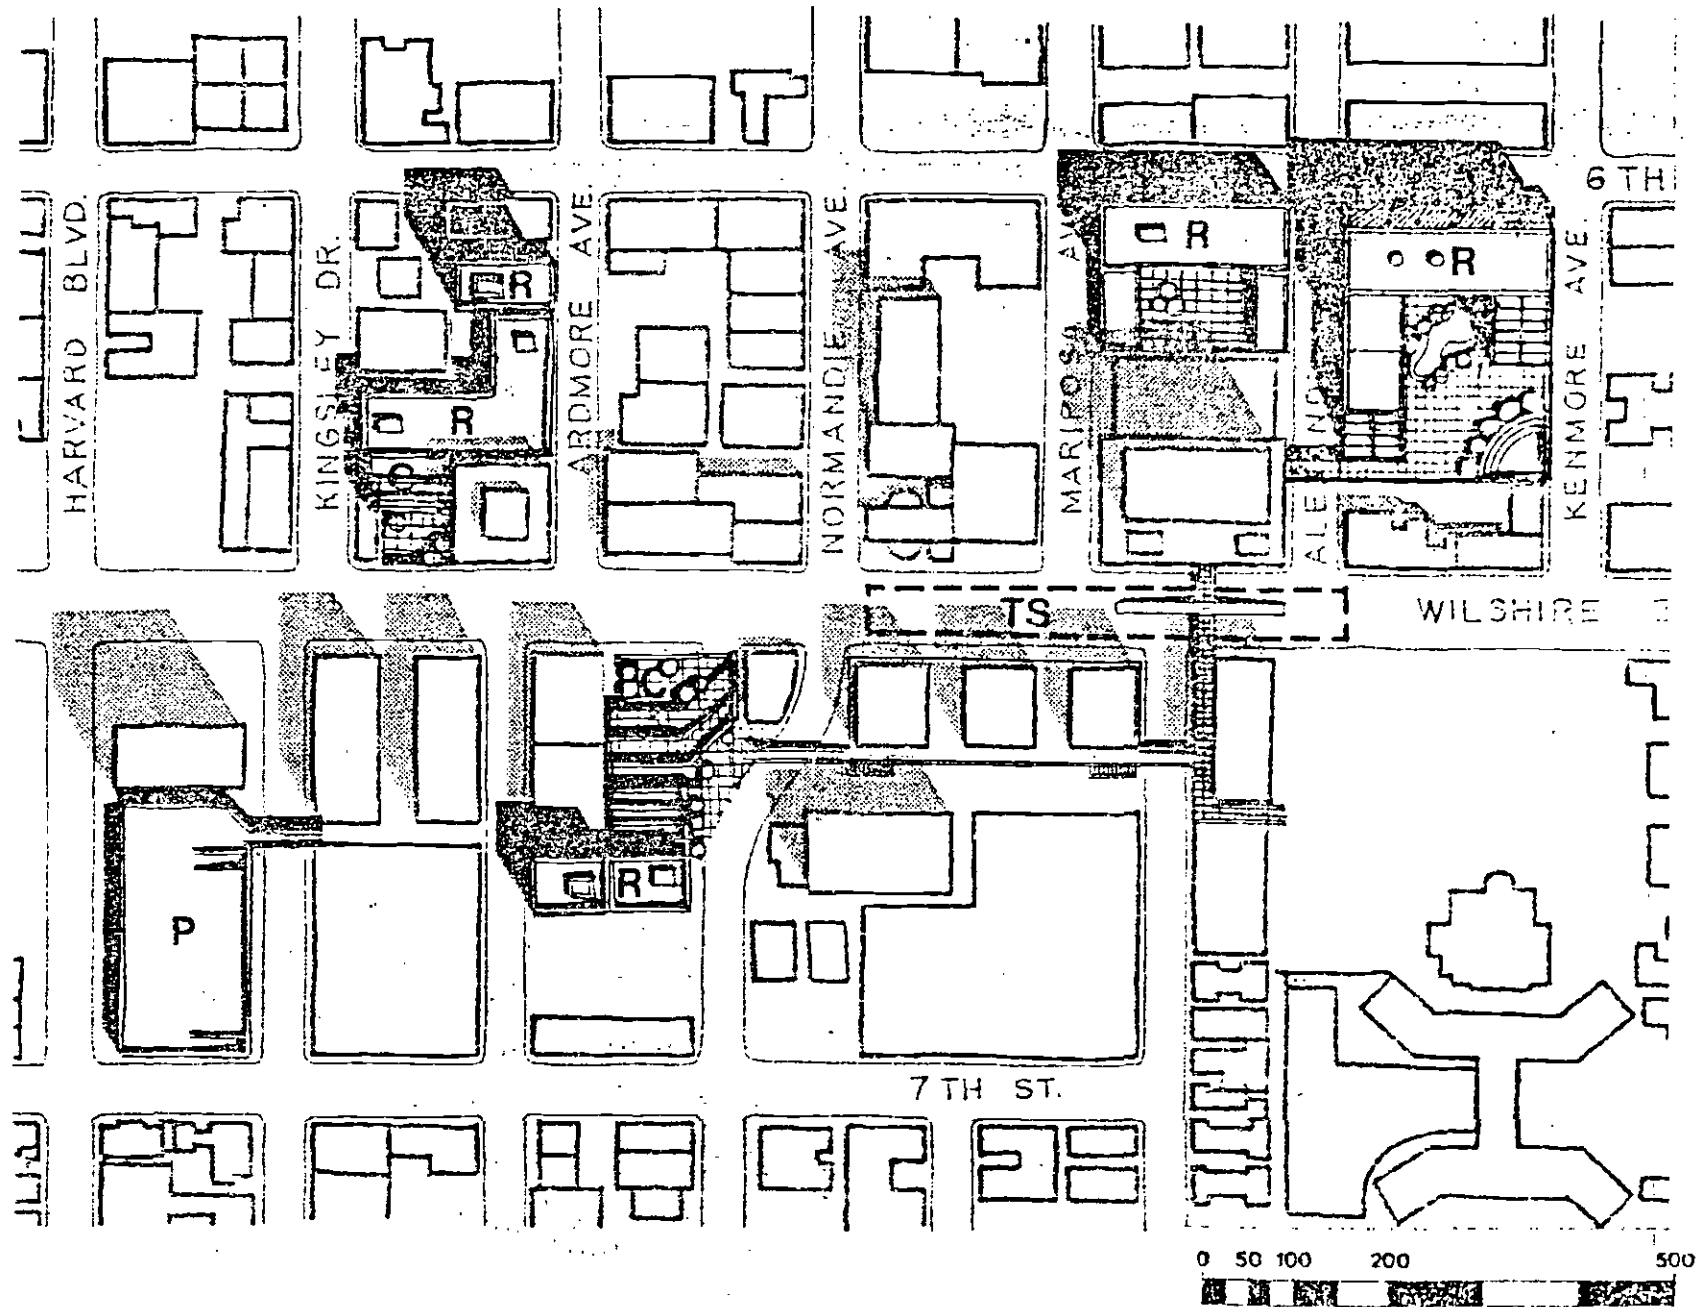 6 TH
HARVARD BLVD.
KINGSLEY DR.
ARDMORE AVE.
NORMANDIE AVE.
MARIPOSA AVE.
KENMORE AVE.
R
R
R
R
TS
WILSHIRE
R
P
7 TH ST.
0 50 100 200 500